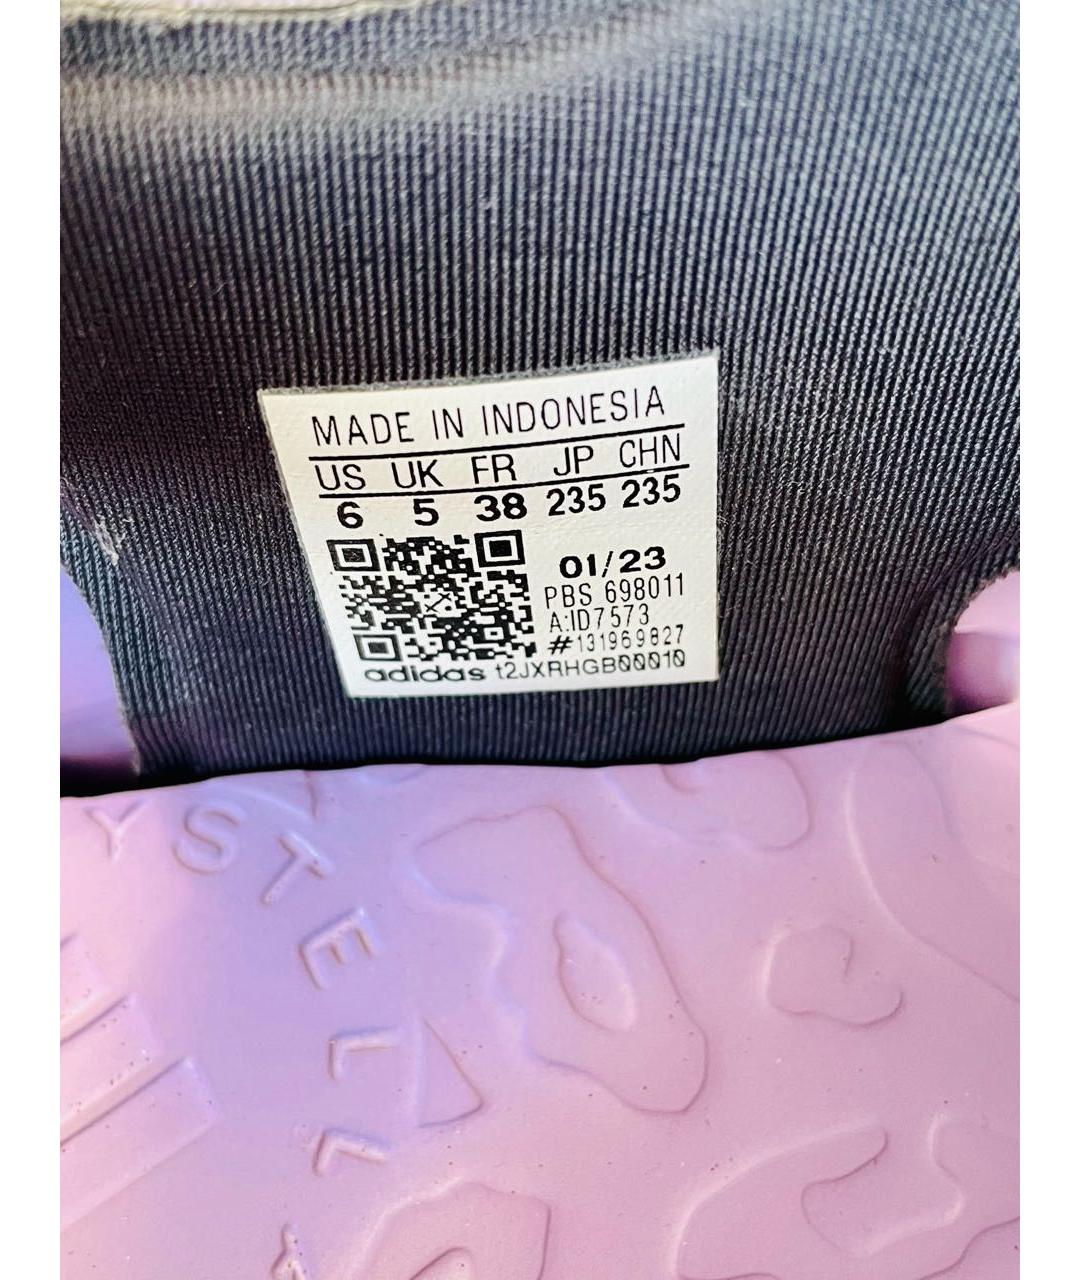 MADE IN INDONESIA
US UK FR JP CHN
6 5 38 235 235
01/23
PBS 698011
A:ID7573
#131969827
adidas t2JXRHGB00010
Y STELL